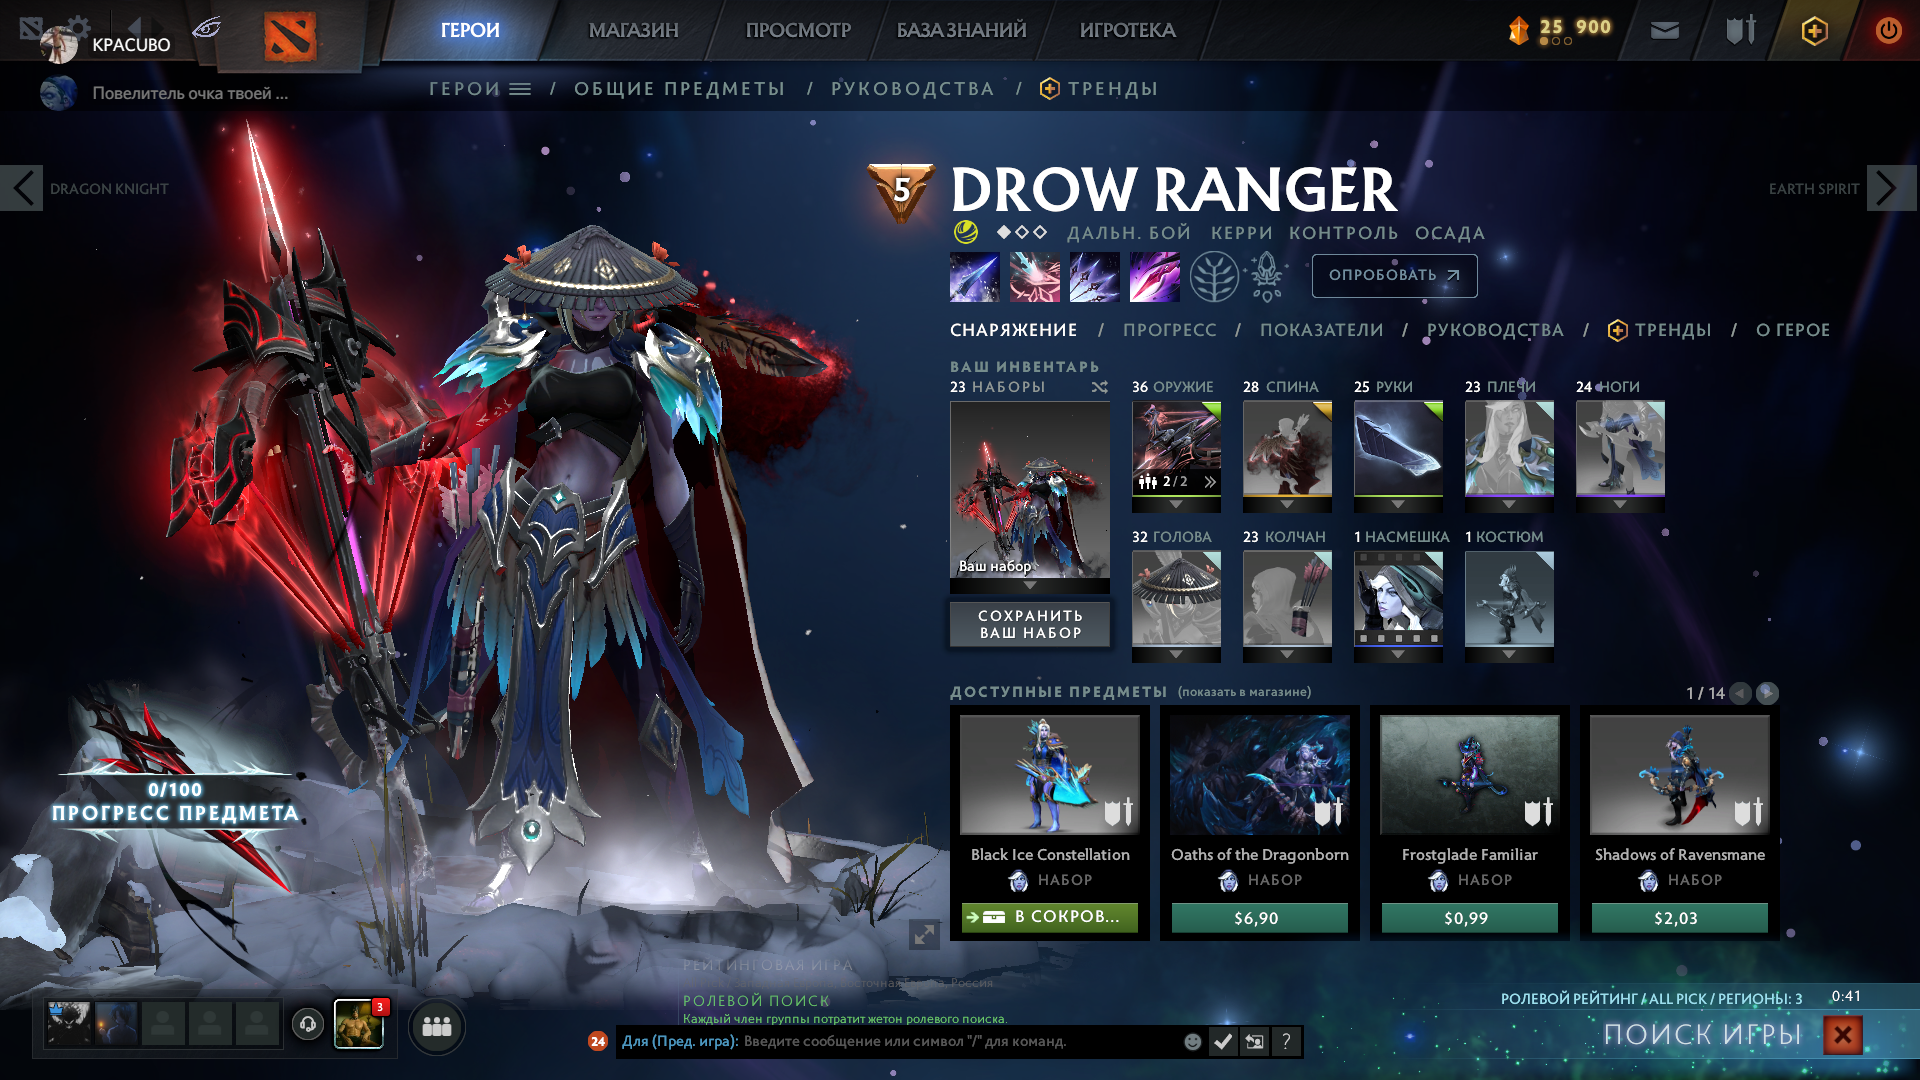 КРАСИВО
ГЕРОИ
МАГАЗИН
ПРОСМОТР
БАЗА ЗНАНИЙ
ИГРОТЕКА
25 900
Повелитель очка твоей ...
ГЕРОИ / ОБЩИЕ ПРЕДМЕТЫ / РУКОВОДСТВА / ТРЕНДЫ
DRAGON KNIGHT
5
DROW RANGER
EARTH SPIRIT
ДАЛЬН. БОЙ КЕРРИ КОНТРОЛЬ ОСАДА
ОПРОБОВАТЬ
СНАРЯЖЕНИЕ / ПРОГРЕСС / ПОКАЗАТЕЛИ / РУКОВОДСТВА / ТРЕНДЫ / О ГЕРОЕ
ВАШ ИНВЕНТАРЬ
23 НАБОРЫ
36 ОРУЖИЕ
28 СПИНА
25 РУКИ
23 ПЛЕЧИ
24 НОГИ
2/2
Ваш набор
32 ГОЛОВА
23 КОЛЧАН
1 НАСМЕШКА
1 КОСТЮМ
СОХРАНИТЬ
ВАШ НАБОР
ДОСТУПНЫЕ ПРЕДМЕТЫ (показать в магазине)
1 / 14
Black Ice Constellation
НАБОР
В СОКРОВ...
Oaths of the Dragonborn
НАБОР
$6,90
Frostglade Familiar
НАБОР
$0,99
Shadows of Ravensmane
НАБОР
$2,03
0/100
ПРОГРЕСС ПРЕДМЕТА
РЕЙТИНГОВАЯ ИГРА
РОЛЕВОЙ ПОИСК
Каждый член группы потратит жетон ролевого поиска.
3
24
Для (Пред. игра): Введите сообщение или символ "/" для команд.
?
РОЛЕВОЙ РЕЙТИНГ / ALL PICK / РЕГИОНЫ: 3
0:41
ПОИСК ИГРЫ